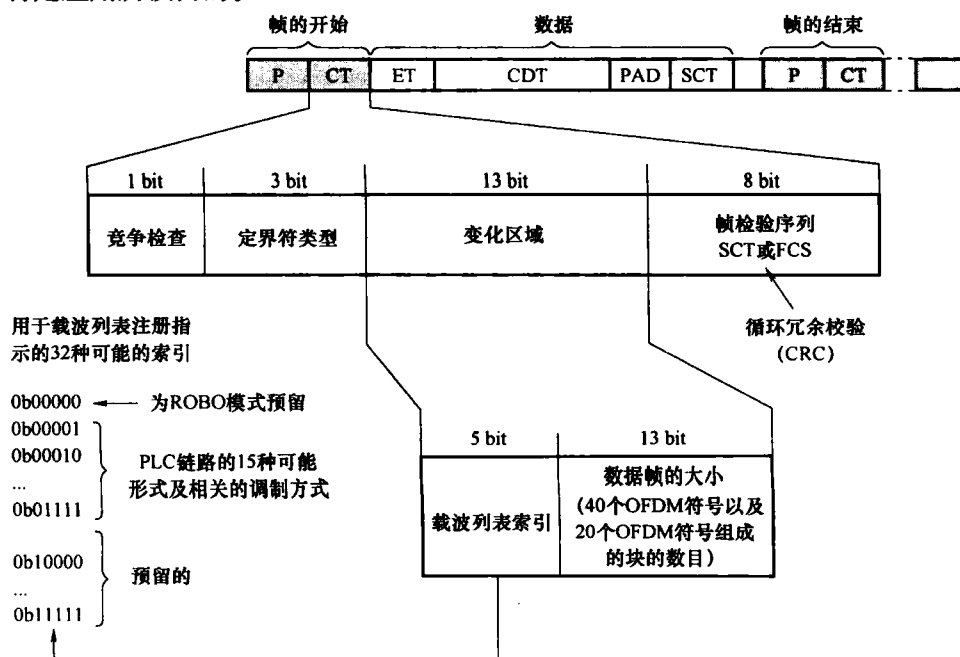 帧的开始 数据 帧的结束
P CT ET CDT PAD SCT P CT
1 bit 3 bit 13 bit 8 bit
竞争检查 定界符类型 变化区域 帧检验序列
SCT或FCS
循环冗余校验
(CRC)
用于载波列表注册指
示的32种可能的索引
0b00000 为ROBO模式预留
0b00001
0b00010
...
0b01111
PLC链路的15种可能
形式及相关的调制方式
0b10000
...
0b11111
预留的
5 bit 13 bit
载波列表索引
数据帧的大小
(40个OFDM符号以及
20个OFDM符号组成
的块的数目)